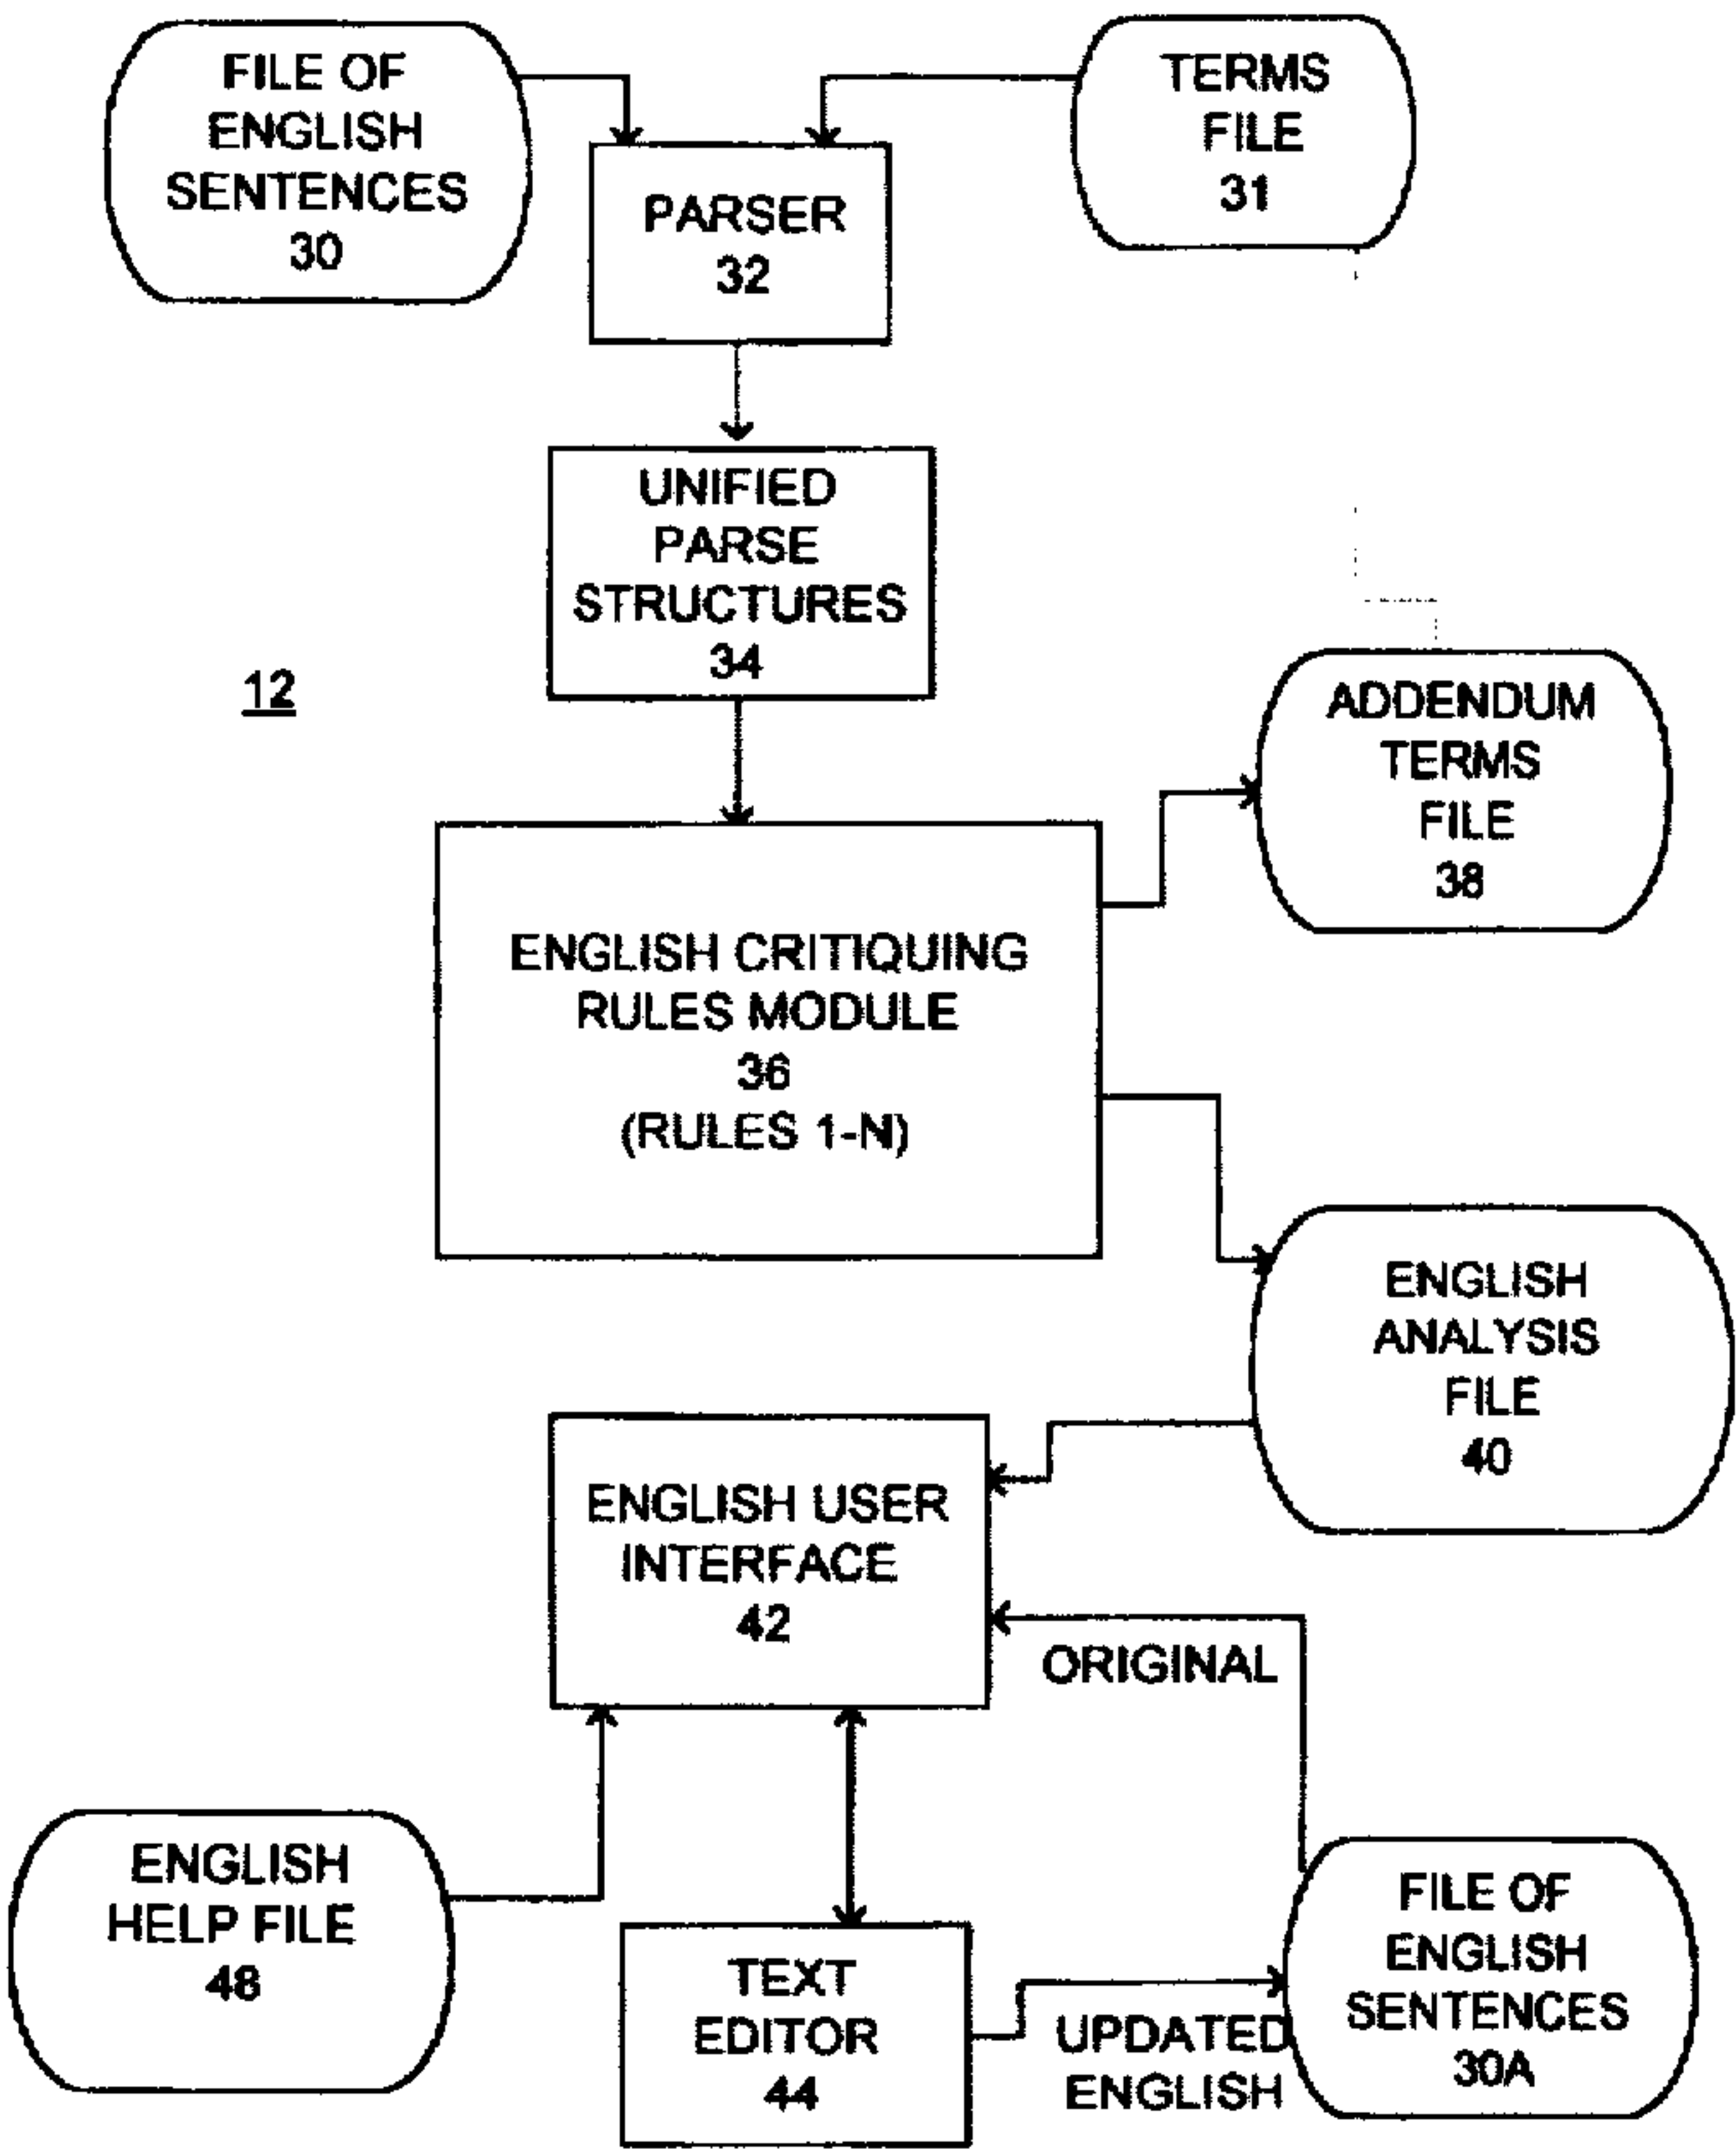 FILE OF
ENGLISH
SENTENCES
30
TERMS
FILE
31
PARSER
32
UNIFIED
PARSE
STRUCTURES
34
12
ADDENDUM
TERMS
FILE
38
ENGLISH CRITIQUING
RULES MODULE
36
(RULES 1-N)
ENGLISH
ANALYSIS
FILE
40
ENGLISH USER
INTERFACE
42
ORIGINAL
ENGLISH
HELP FILE
48
TEXT
EDITOR
44
UPDATED
ENGLISH
FILE OF
ENGLISH
SENTENCES
30A